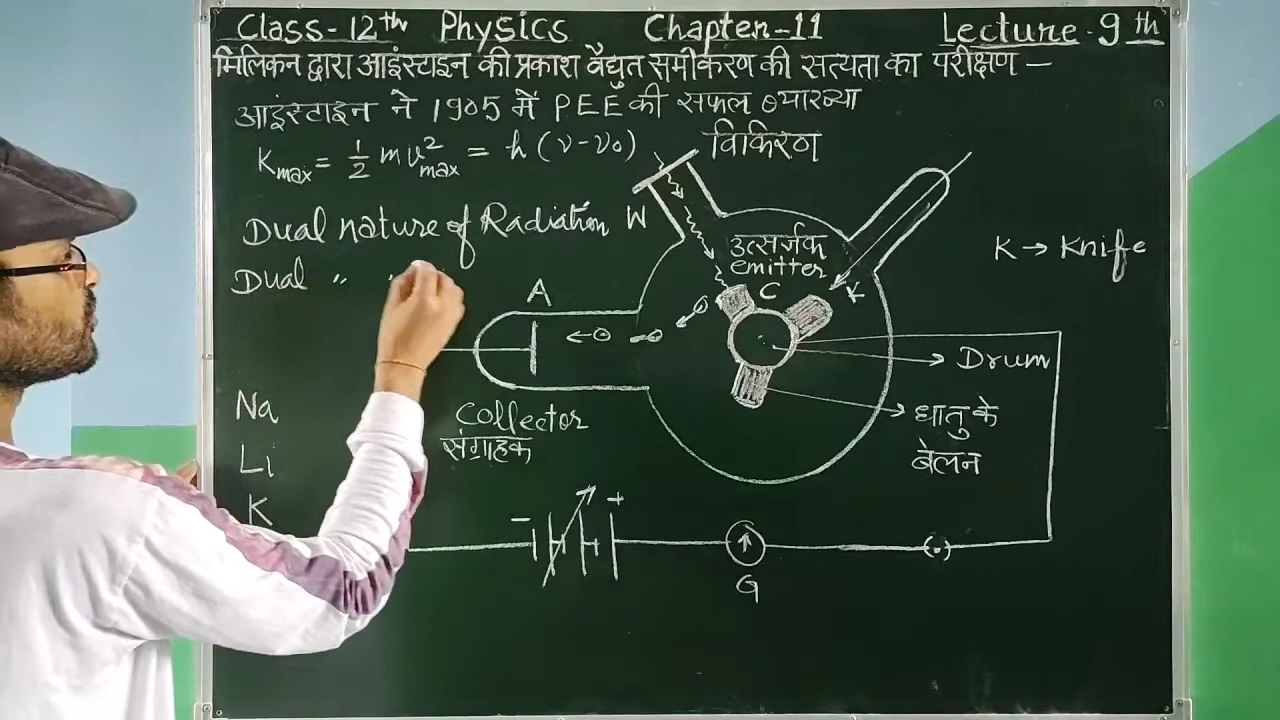 Class-12th Physics Chapter-11 Lecture-9th
मिलिकन द्वारा आइंस्टाइन की प्रकाश वैद्युत समीकरण की सत्यता का परीक्षण –
आइंस्टाइन ने 1905 में PEE की सफल व्याख्या
Kmax = 1/2 mv²max = h(ν-ν₀)
विकिरण
Dual nature of Radiation
W
Dual " "
उत्सर्जक
emitter
C
K
K → Knife
A
Drum
Collector
संग्राहक
धातु के
बेलन
Na
Li
K
- +
G